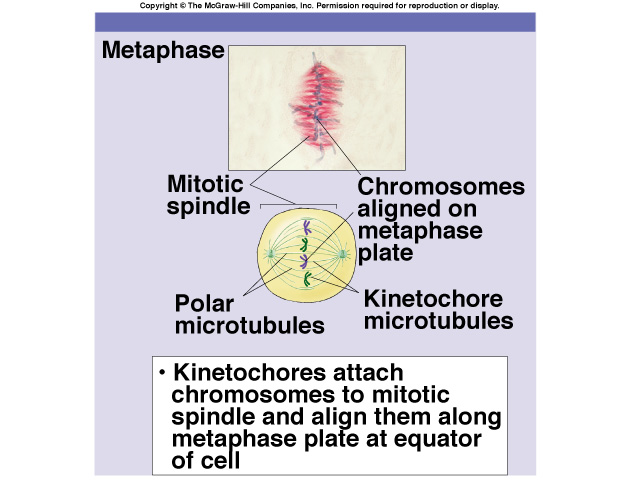 Copyright © The McGraw-Hill Companies, Inc. Permission required for reproduction or display.
Metaphase
Mitotic
spindle
Chromosomes
aligned on
metaphase
plate
Polar
microtubules
Kinetochore
microtubules
• Kinetochores attach
chromosomes to mitotic
spindle and align them along
metaphase plate at equator
of cell